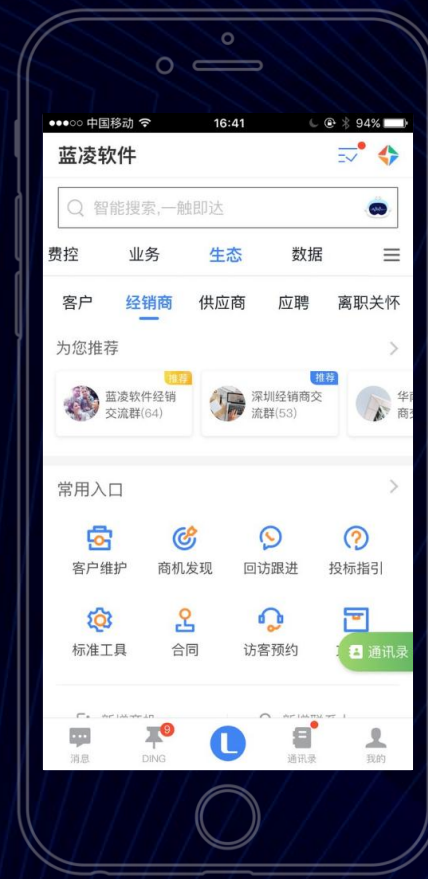 中国移动 16:41 94%
蓝凌软件
智能搜索,一触即达
费控 业务 生态 数据
客户 经销商 供应商 应聘 离职关怀
为您推荐
推荐 推荐
蓝凌软件经销 深圳经销商交
交流群(64) 流群(53)
常用入口
客户维护 商机发现 回访跟进 投标指引
标准工具 合同 访客预约
通讯录
9
消息 DING 通讯录 我的